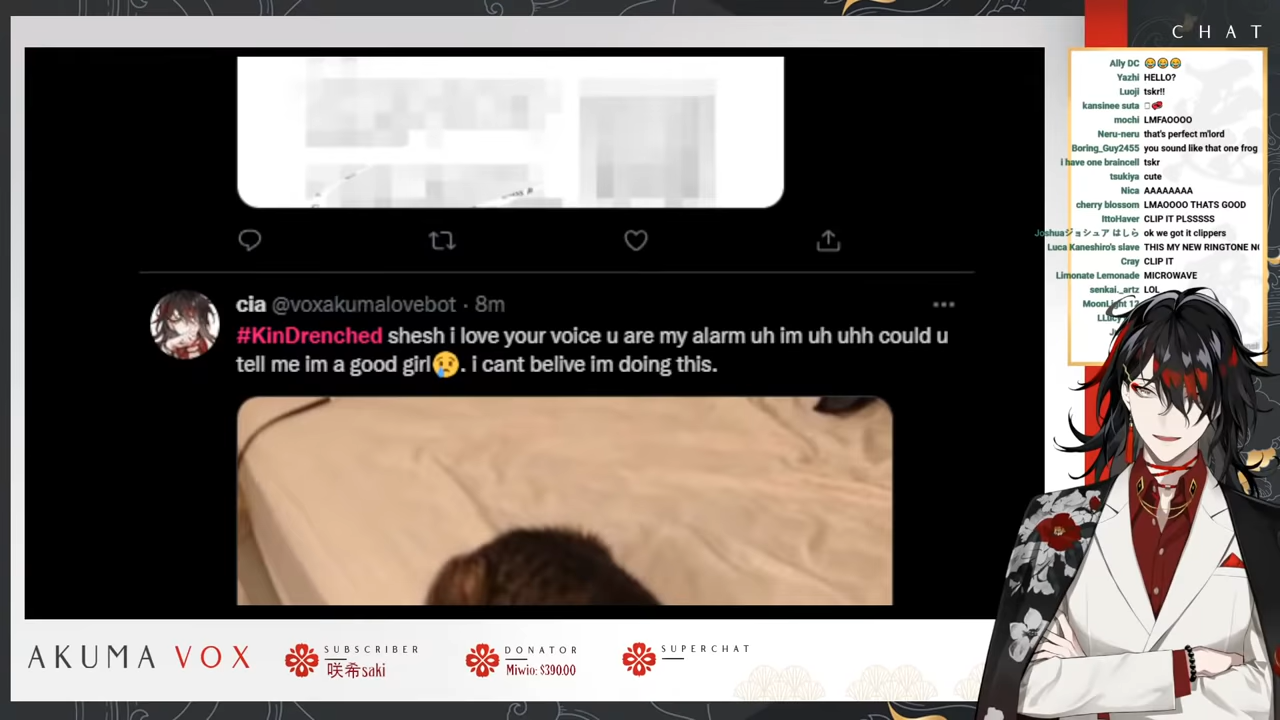 CHAT
Ally DC 😂😂😂
Yazhi HELLO?
Luoji tskr!!
kansinee suta
mochi LMFAOOOO
Neru-neru that's perfect m'lord
Boring_Guy2455 you sound like that one frog
i have one braincell tskr
tsukiya cute
Nica AAAAAAAA
cherry blossom LMAOOOO THATS GOOD
IttoHaver CLIP IT PLSSSSS
Joshuaジョシュア はしら ok we got it clippers
Luca Kaneshiro's slave THIS MY NEW RINGTONE
Cray CLIP IT
Limonate Lemonade MICROWAVE
senkai._artz LOL
cia @voxakumalovebot · 8m
#KinDrenched shesh i love your voice u are my alarm uh im uh uhh could u
tell me im a good girl😢. i cant belive im doing this.
AKUMA VOX
SUBSCRIBER
咲希saki
DONATOR
Miwio: $390.00
SUPERCHAT